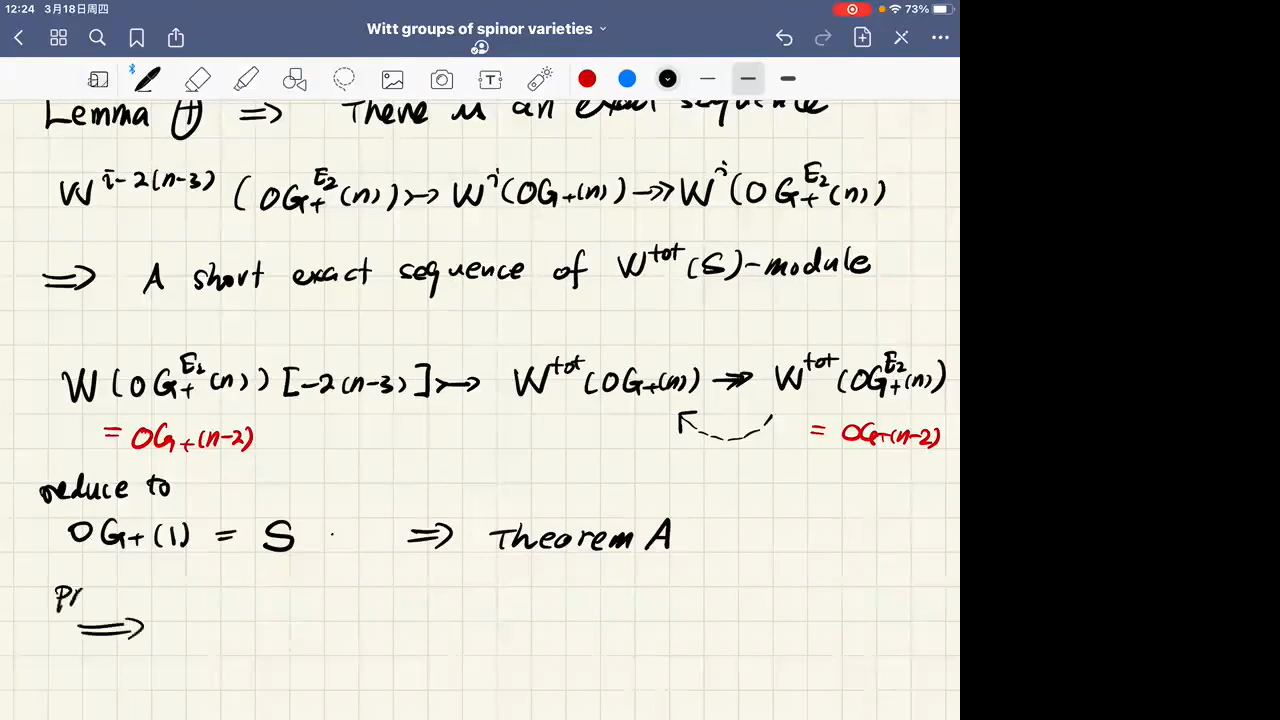 12:24 3月18日周四
73%
Witt groups of spinor varieties
Lemma ⊕ ⇒ There is an exact sequence
W^{i-2(n-3)} (OG_+^{E_2}(n)) ↣ W^i(OG_+(n)) ↠ W^i(OG_+^{E_2}(n))
⇒ A short exact sequence of W^{tot}(S)-module
W(OG_+^{E_2}(n))[-2(n-3)] ↣ W^{tot}(OG_+(n)) ↠ W^{tot}(OG_+^{E_2}(n))
= OG_+(n-2) = OG_+(n-2)
reduce to
OG_+(1) = S ⇒ Theorem A
pr
⇒